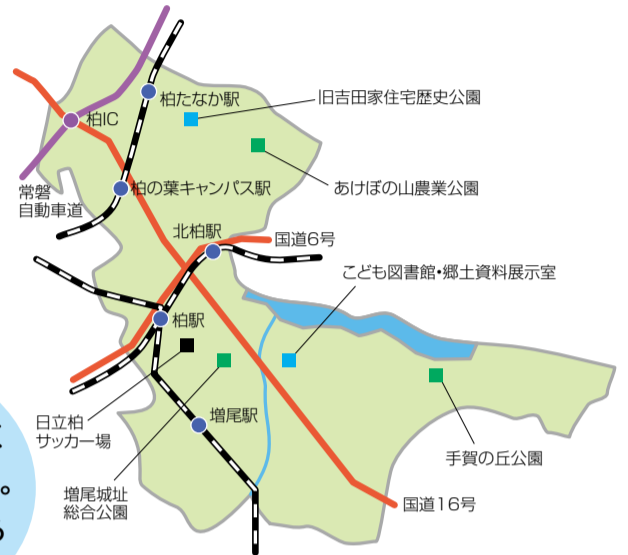 柏たなか駅
旧吉田家住宅歴史公園
柏IC
常磐
自動車道
柏の葉キャンパス駅
あけぼの山農業公園
北柏駅
国道6号
こども図書館・郷土資料展示室
柏駅
日立柏
サッカー場
増尾駅
増尾城址
総合公園
手賀の丘公園
国道16号
。